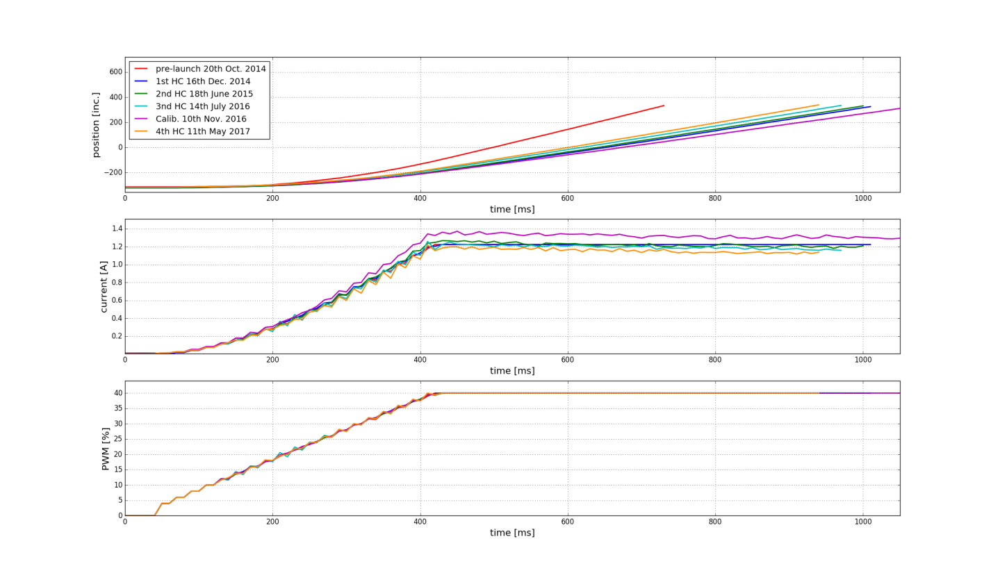 600
400
200
0
−200
position [inc.]
pre-launch 20th Oct. 2014
1st HC 16th Dec. 2014
2nd HC 18th June 2015
3nd HC 14th July 2016
Calib. 10th Nov. 2016
4th HC 11th May 2017
0 200 400 600 800 1000
time [ms]
1.4
1.2
1.0
0.8
0.6
0.4
0.2
current [A]
0 200 400 600 800 1000
time [ms]
40
35
30
25
20
15
10
5
0
PWM [%]
0 200 400 600 800 1000
time [ms]